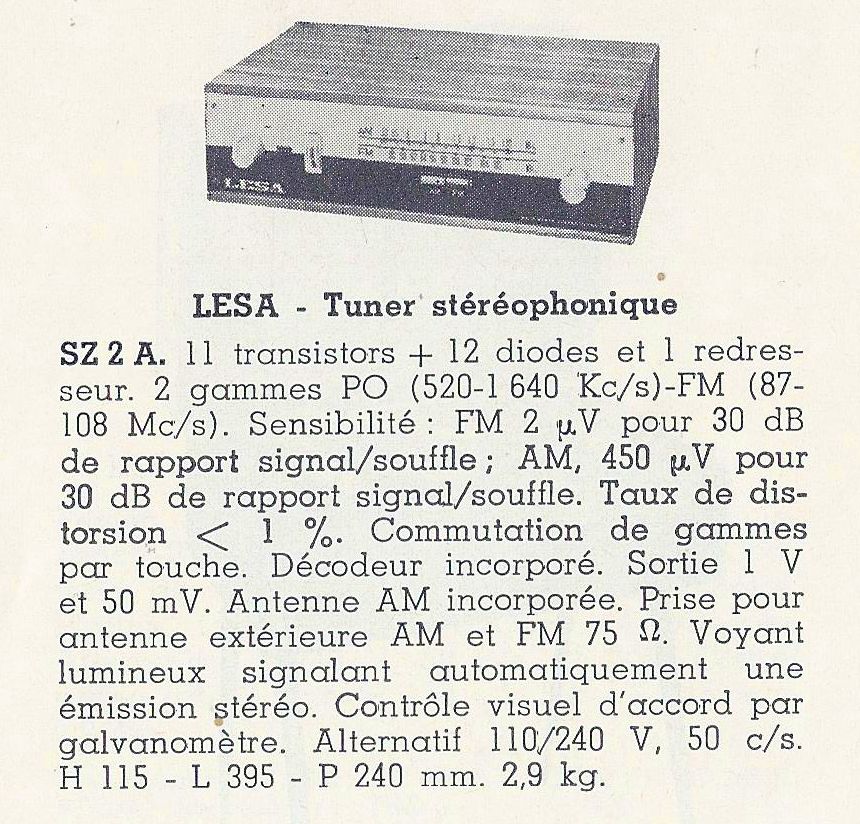 AM
FM
LESA
LESA - Tuner stéréophonique
SZ 2 A. 11 transistors + 12 diodes et 1 redres-
seur. 2 gammes PO (520-1 640 Kc/s)-FM (87-
108 Mc/s). Sensibilité : FM 2 µV pour 30 dB
de rapport signal/souffle ; AM, 450 µV pour
30 dB de rapport signal/souffle. Taux de dis-
torsion < 1 %. Commutation de gammes
par touche. Décodeur incorporé. Sortie 1 V
et 50 mV. Antenne AM incorporée. Prise pour
antenne extérieure AM et FM 75 Ω. Voyant
lumineux signalant automatiquement une
émission stéréo. Contrôle visuel d'accord par
galvanomètre. Alternatif 110/240 V, 50 c/s.
H 115 - L 395 - P 240 mm. 2,9 kg.